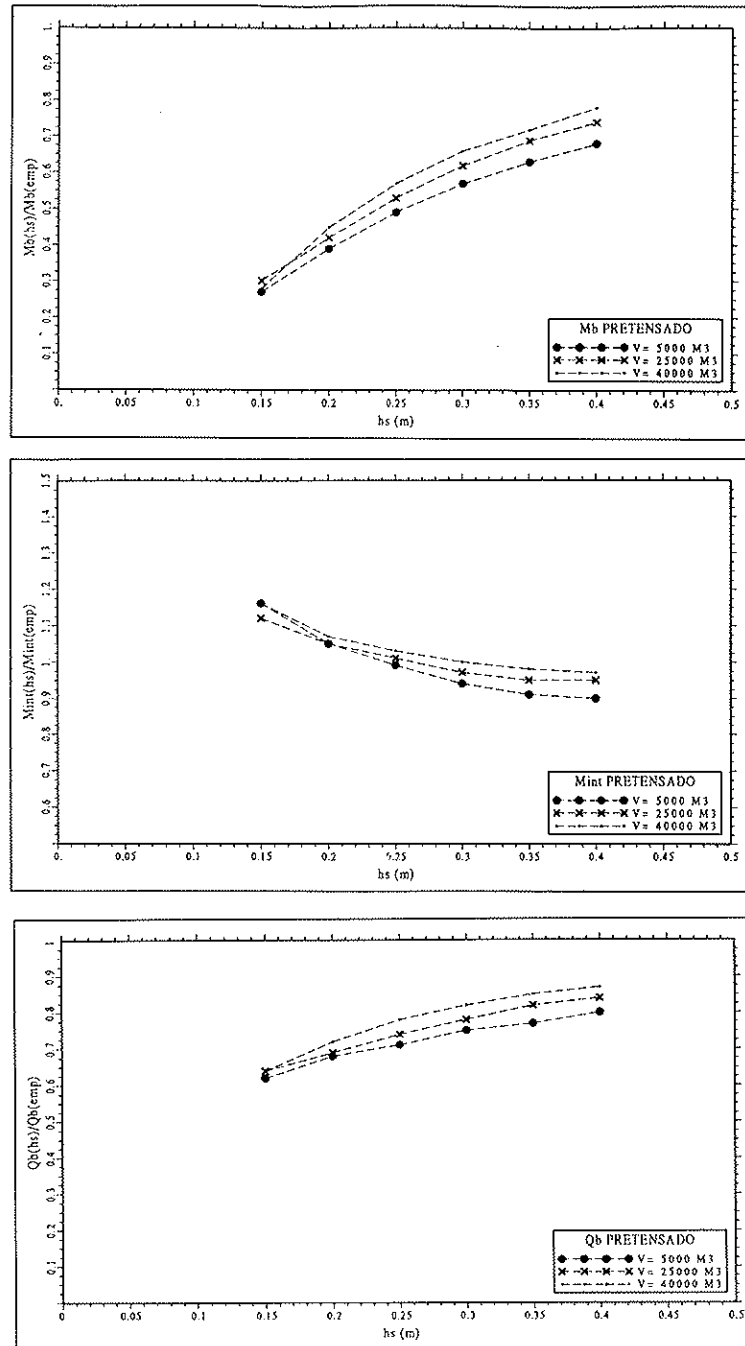 Mb(hs)/Mb(emp)
1
0.9
0.8
0.7
0.6
0.5
0.4
0.3
0.2
0.1
Mb PRETENSADO
V= 5000 M3
V= 25000 M3
V= 40000 M3
0. 0.05 0.1 0.15 0.2 0.25 0.3 0.35 0.4 0.45 0.5
hs (m)
Mint(hs)/Mint(emp)
1.5
1.4
1.3
1.2
1.1
1.
0.9
0.8
0.7
0.6
Mint PRETENSADO
V= 5000 M3
V= 25000 M3
V= 40000 M3
0. 0.05 0.1 0.15 0.2 0.25 0.3 0.35 0.4 0.45 0.5
hs (m)
Qb(hs)/Qb(emp)
1
0.9
0.8
0.7
0.6
0.5
0.4
0.3
0.2
0.1
Qb PRETENSADO
V= 5000 M3
V= 25000 M3
V= 40000 M3
0 0.05 0.1 0.15 0.2 0.25 0.3 0.35 0.4 0.45 0.5
hs (m)